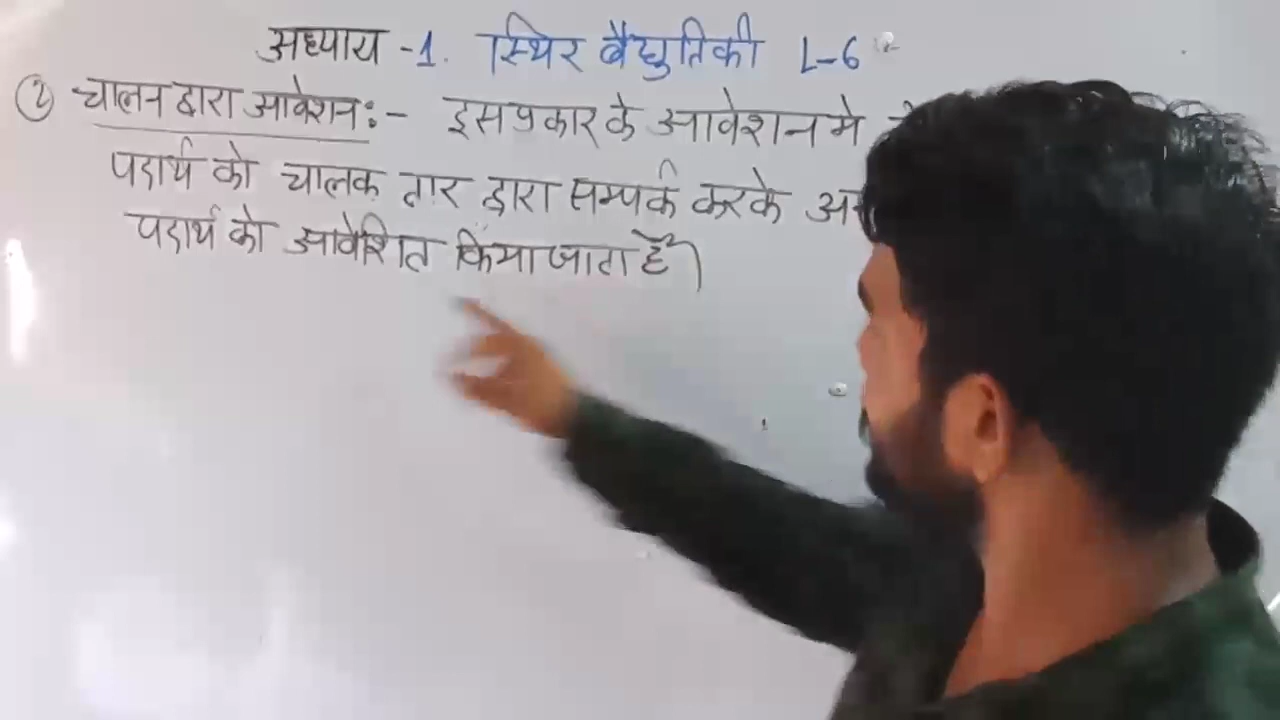 अध्याय -1. स्थिर बैद्युतिकी L-6
② चालन द्वारा आवेशन:- इस प्रकार के आवेशन मे
पदार्थ को चालक तार द्वारा सम्पर्क करके
पदार्थ को आवेशित किया जाता है।